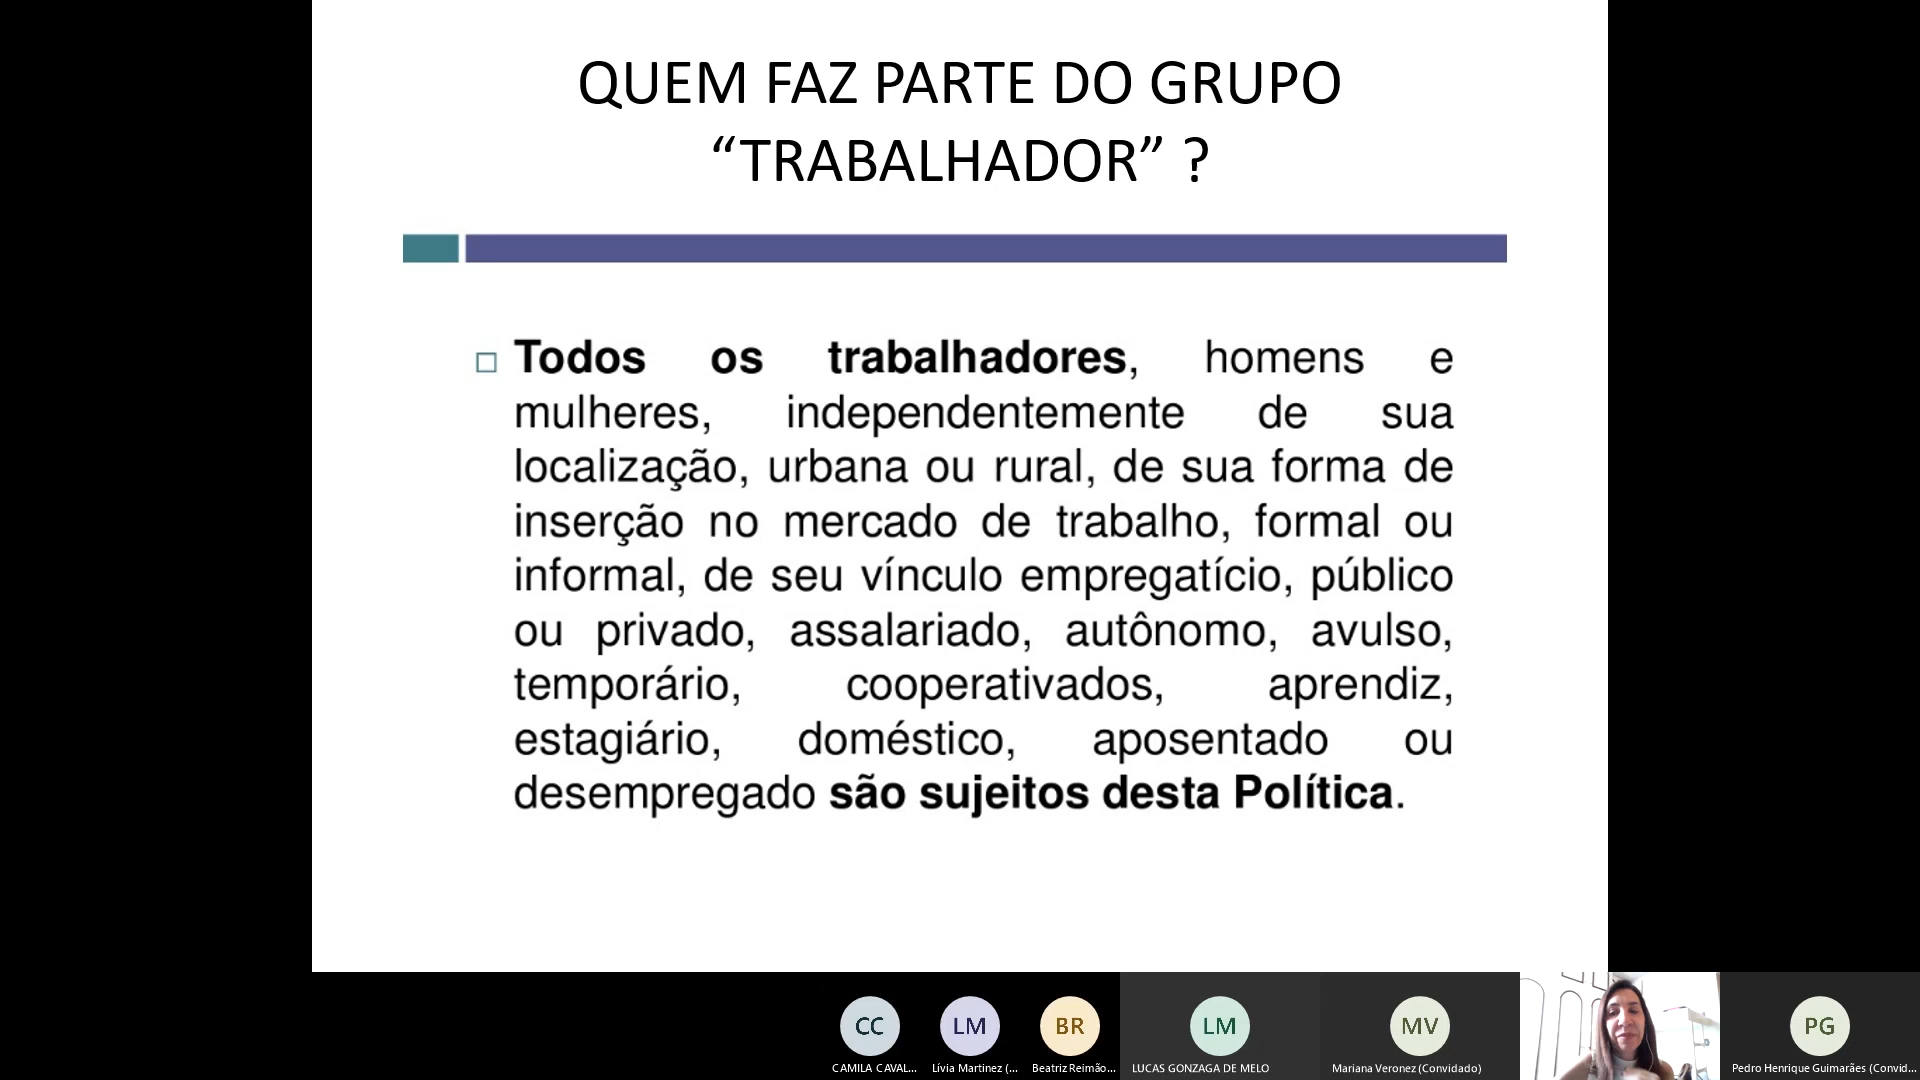 QUEM FAZ PARTE DO GRUPO
“TRABALHADOR” ?
Todos os trabalhadores, homens e
mulheres, independentemente de sua
localização, urbana ou rural, de sua forma de
inserção no mercado de trabalho, formal ou
informal, de seu vínculo empregatício, público
ou privado, assalariado, autônomo, avulso,
temporário, cooperativados, aprendiz,
estagiário, doméstico, aposentado ou
desempregado são sujeitos desta Política.
CC LM BR LM MV PG
CAMILA CAVAL... Lívia Martinez (... Beatriz Reimão... LUCAS GONZAGA DE MELO Mariana Veronez (Convidado) Pedro Henrique Guimarães (Convid...